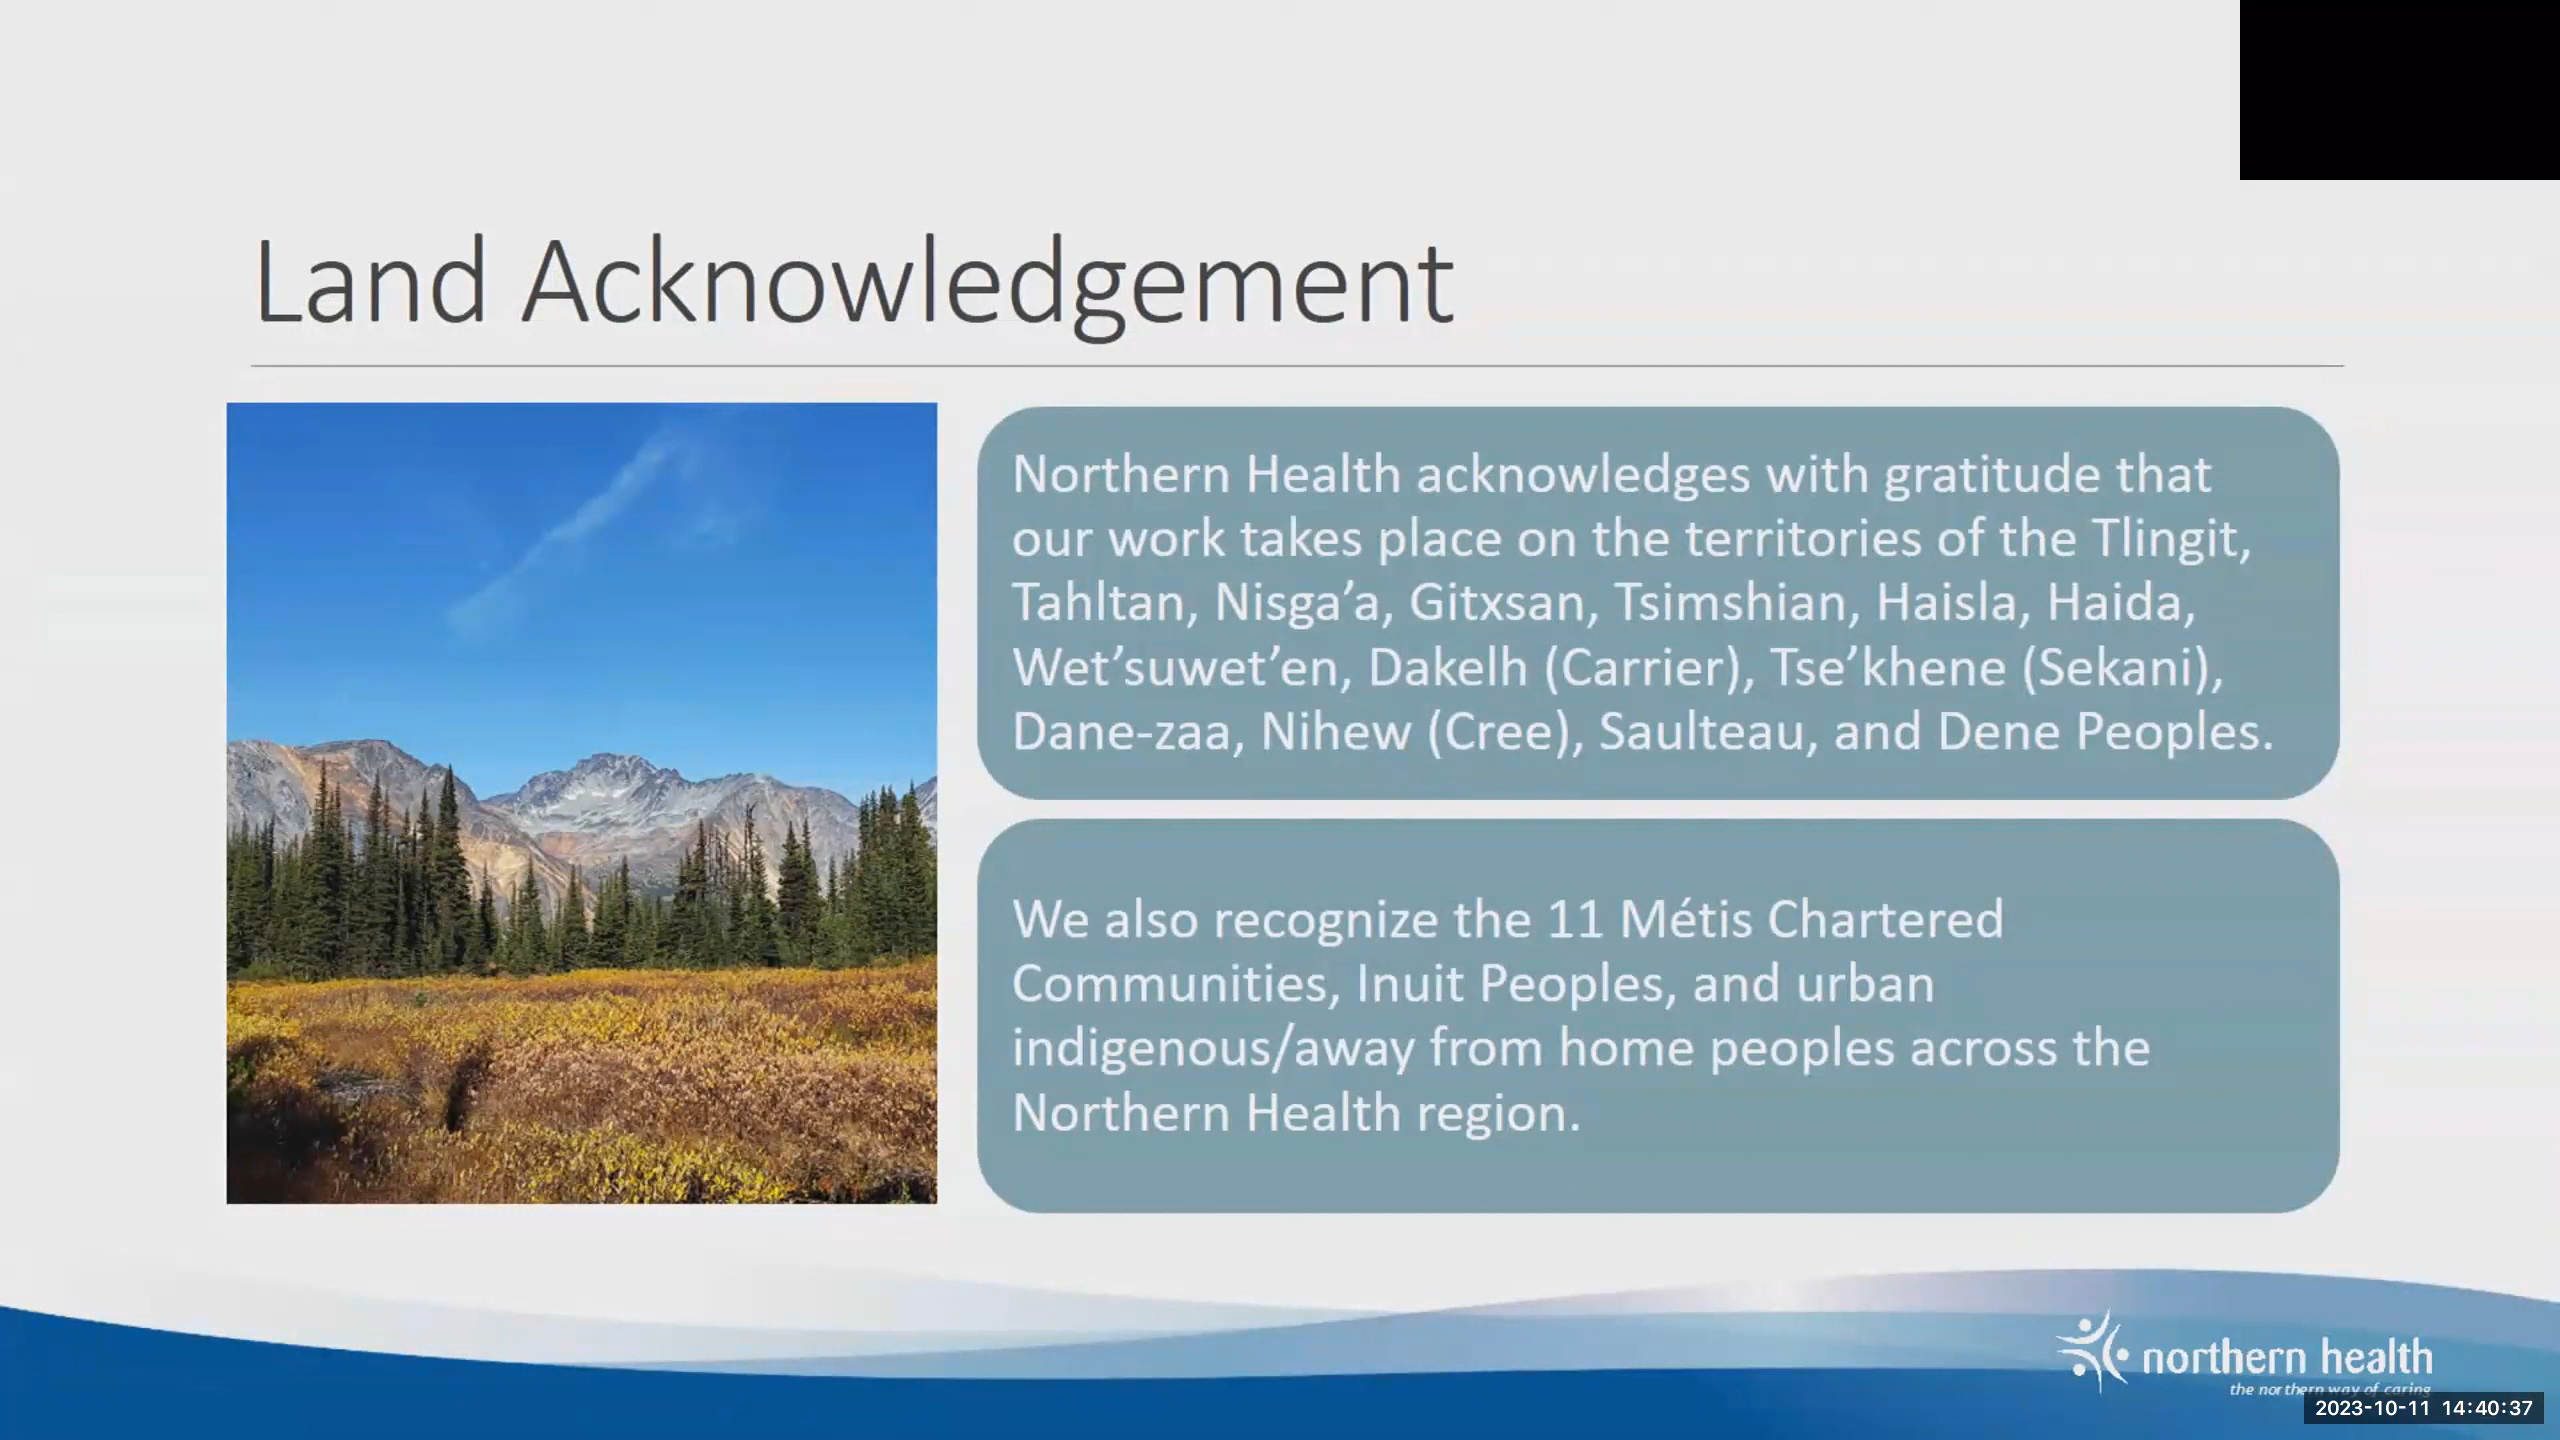 Land Acknowledgement
Northern Health acknowledges with gratitude that
our work takes place on the territories of the Tlingit,
Tahltan, Nisga’a, Gitxsan, Tsimshian, Haisla, Haida,
Wet’suwet’en, Dakelh (Carrier), Tse’khene (Sekani),
Dane-zaa, Nihew (Cree), Saulteau, and Dene Peoples.
We also recognize the 11 Métis Chartered
Communities, Inuit Peoples, and urban
indigenous/away from home peoples across the
Northern Health region.
northern health
the northern way of caring
2023-10-11 14:40:37